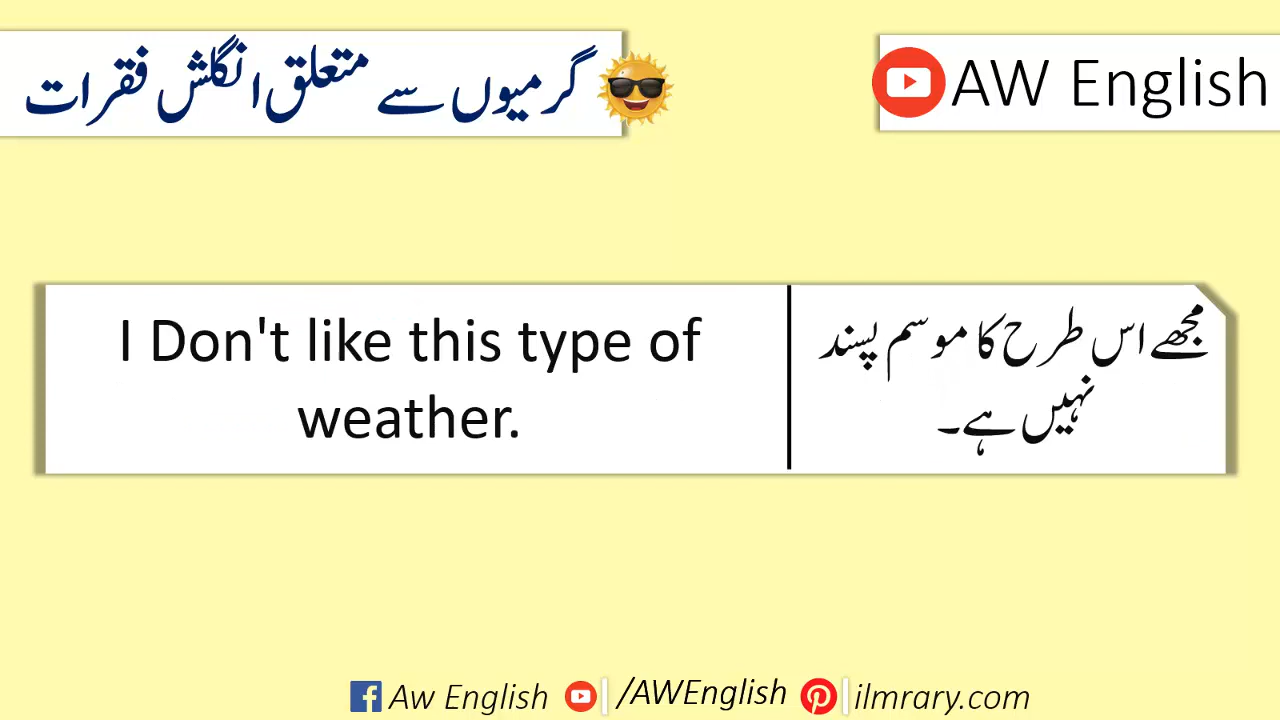 گرمیوں سے متعلق انگلش فقرات
AW English
I Don't like this type of
weather.
مجھے اس طرح کا موسم پسند
نہیں ہے۔
Aw English /AWEnglish ilmrary.com